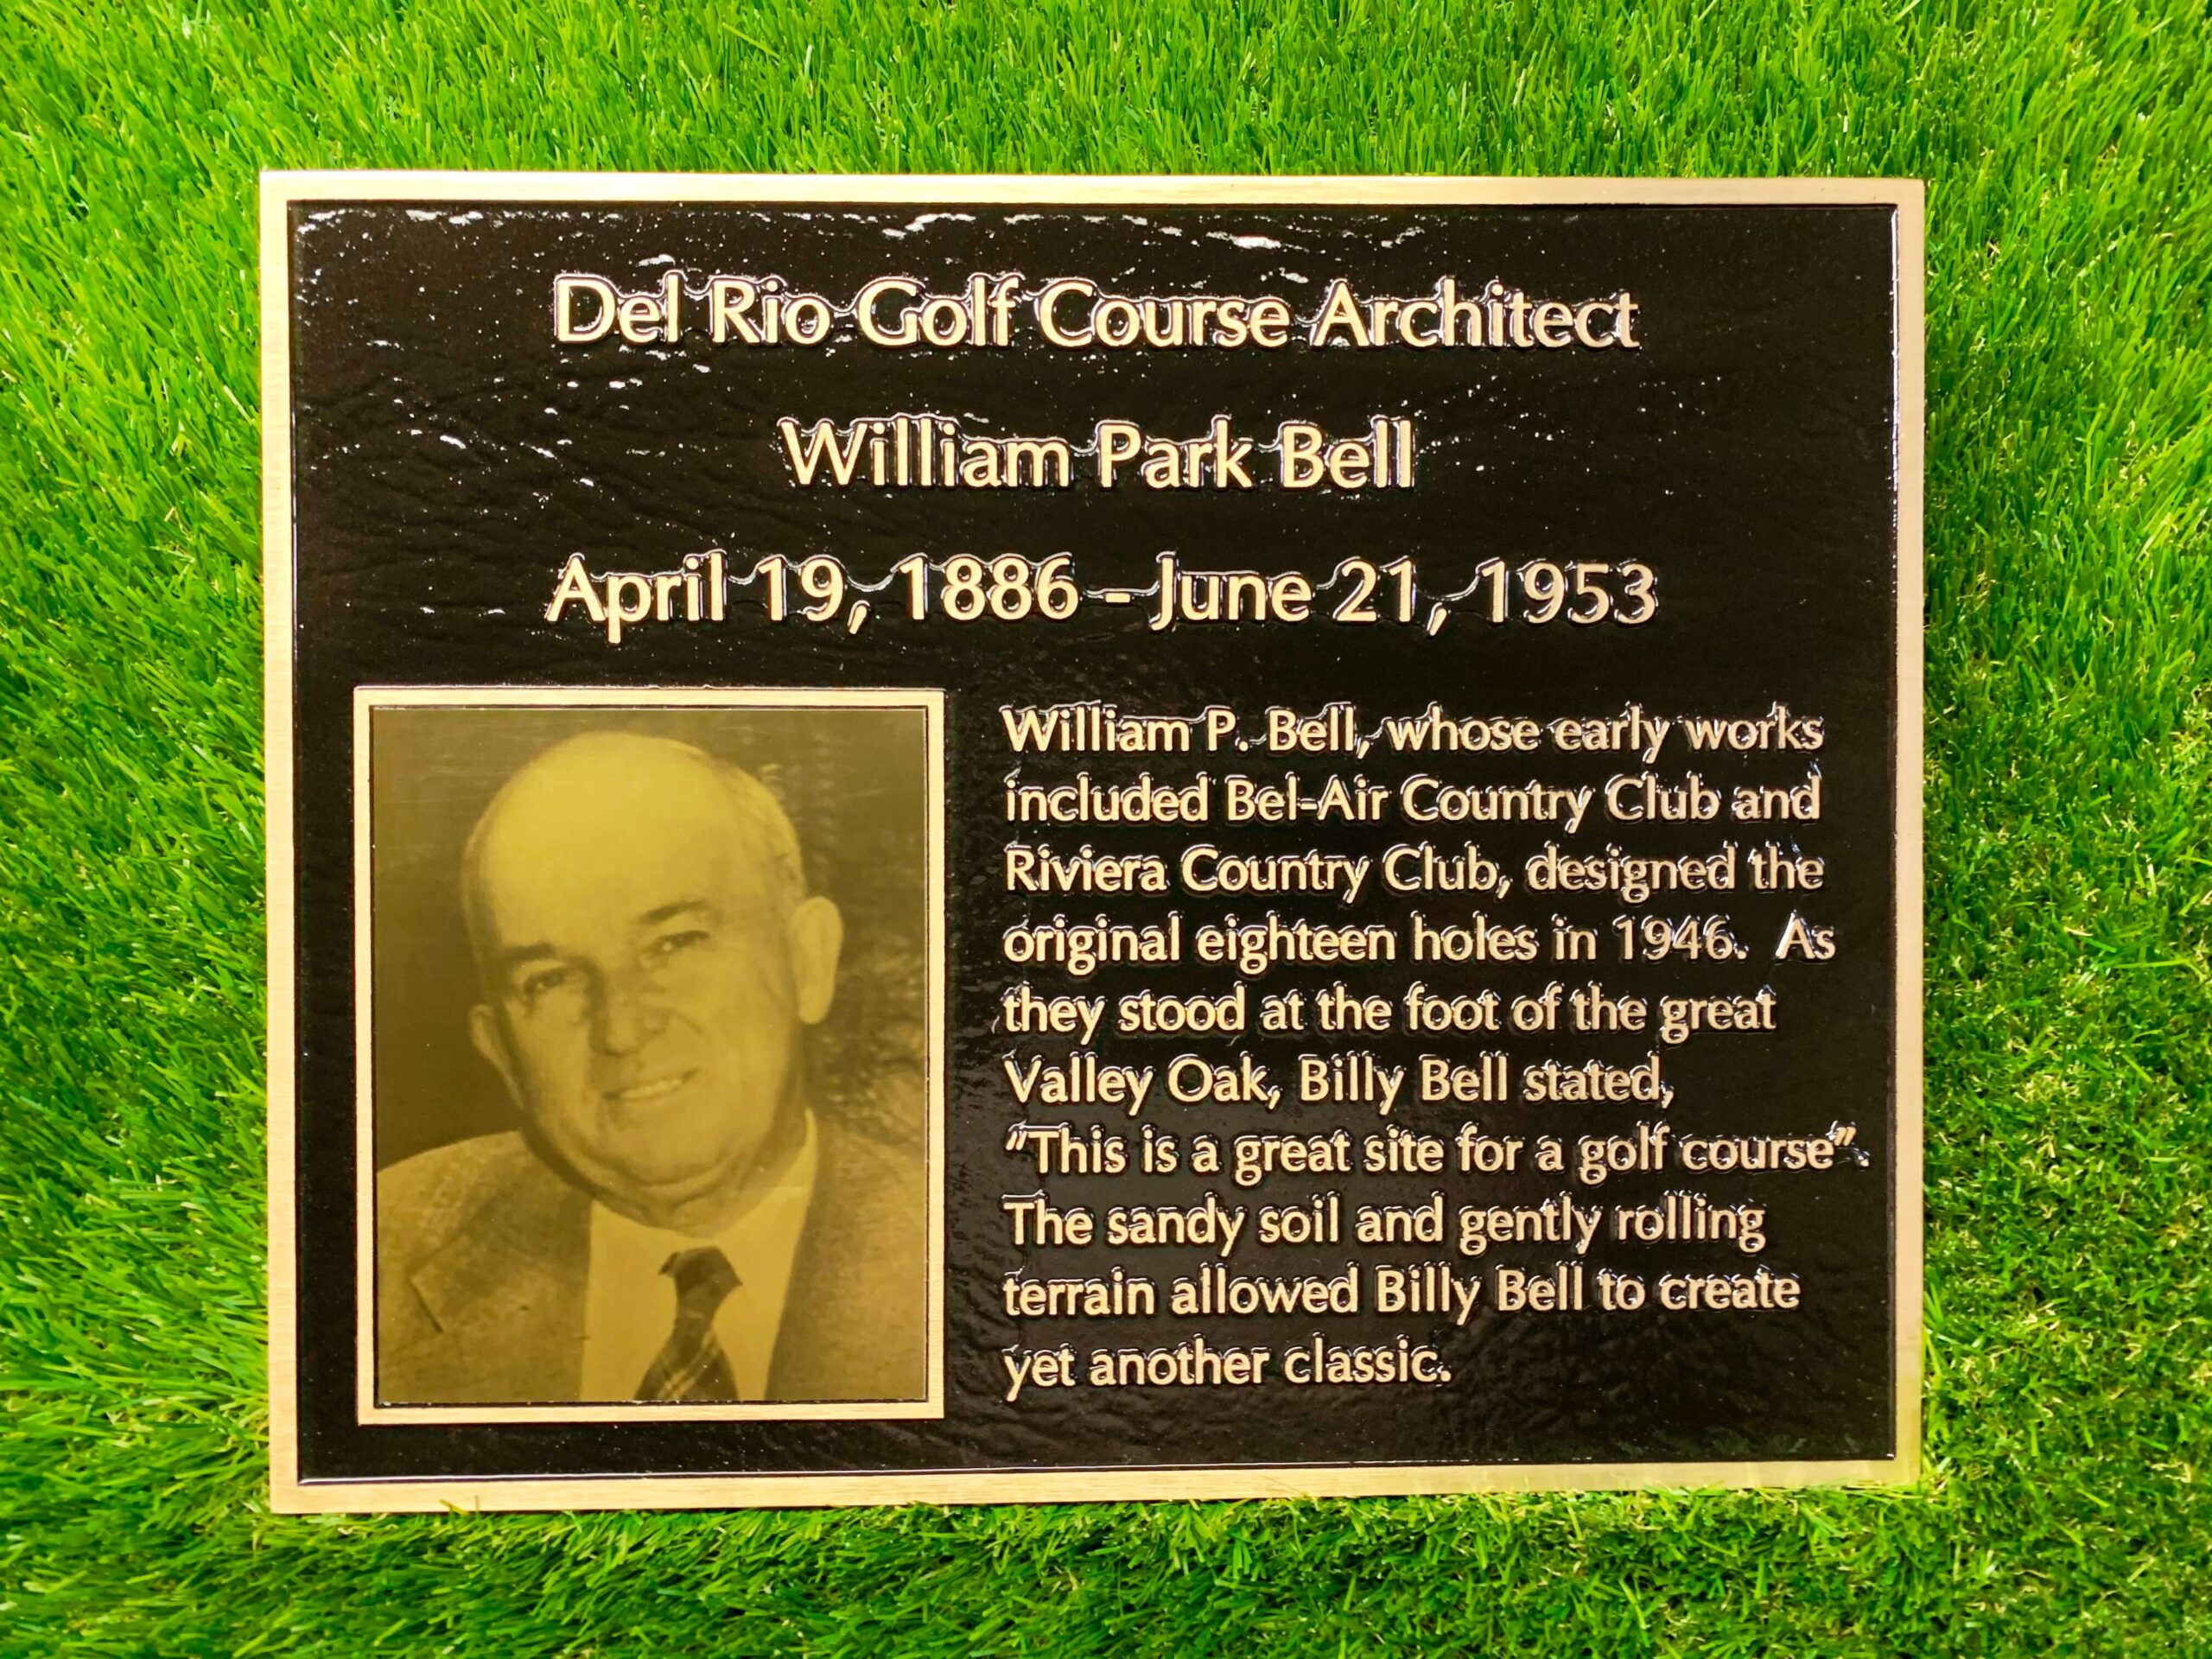 Del Rio Golf Course Architect
William Park Bell
April 19, 1886 - June 21, 1953
William P. Bell, whose early works
included Bel-Air Country Club and
Riviera Country Club, designed the
original eighteen holes in 1946.  As
they stood at the foot of the great
Valley Oak, Billy Bell stated,
"This is a great site for a golf course".
The sandy soil and gently rolling
terrain allowed Billy Bell to create
yet another classic.